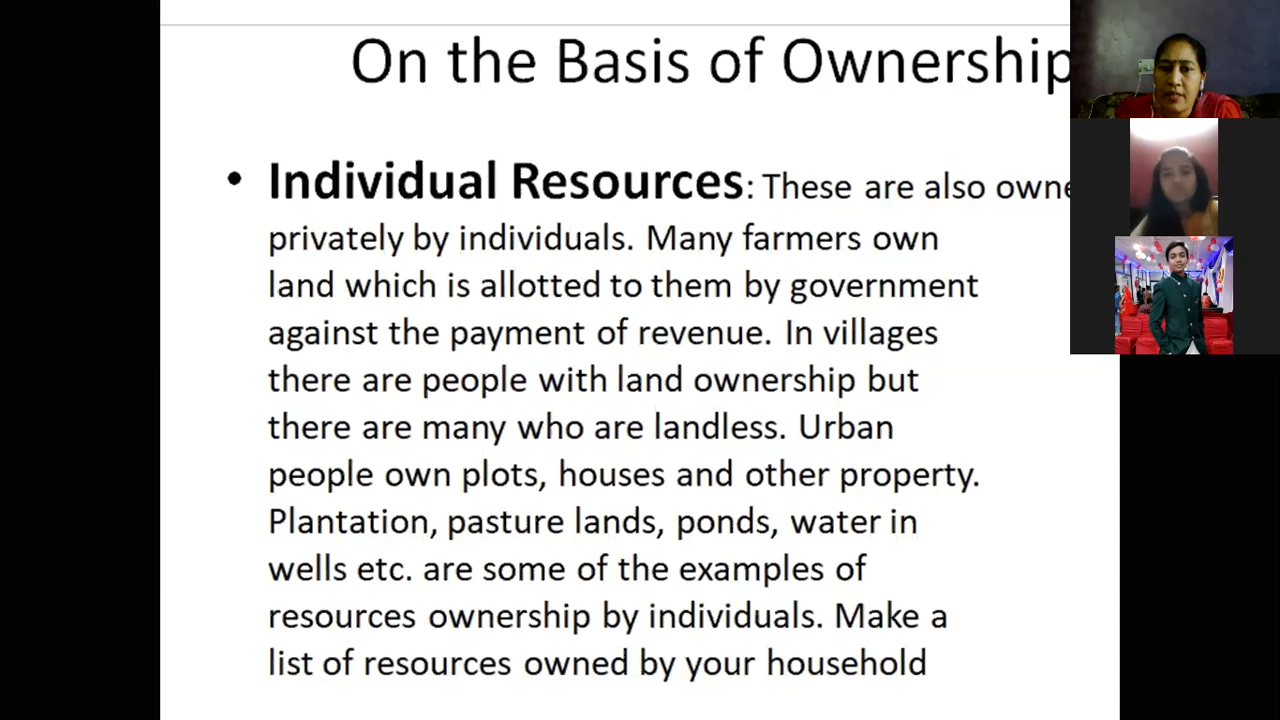 On the Basis of Ownership
Individual Resources: These are also owne
privately by individuals. Many farmers own
land which is allotted to them by government
against the payment of revenue. In villages
there are people with land ownership but
there are many who are landless. Urban
people own plots, houses and other property.
Plantation, pasture lands, ponds, water in
wells etc. are some of the examples of
resources ownership by individuals. Make a
list of resources owned by your household